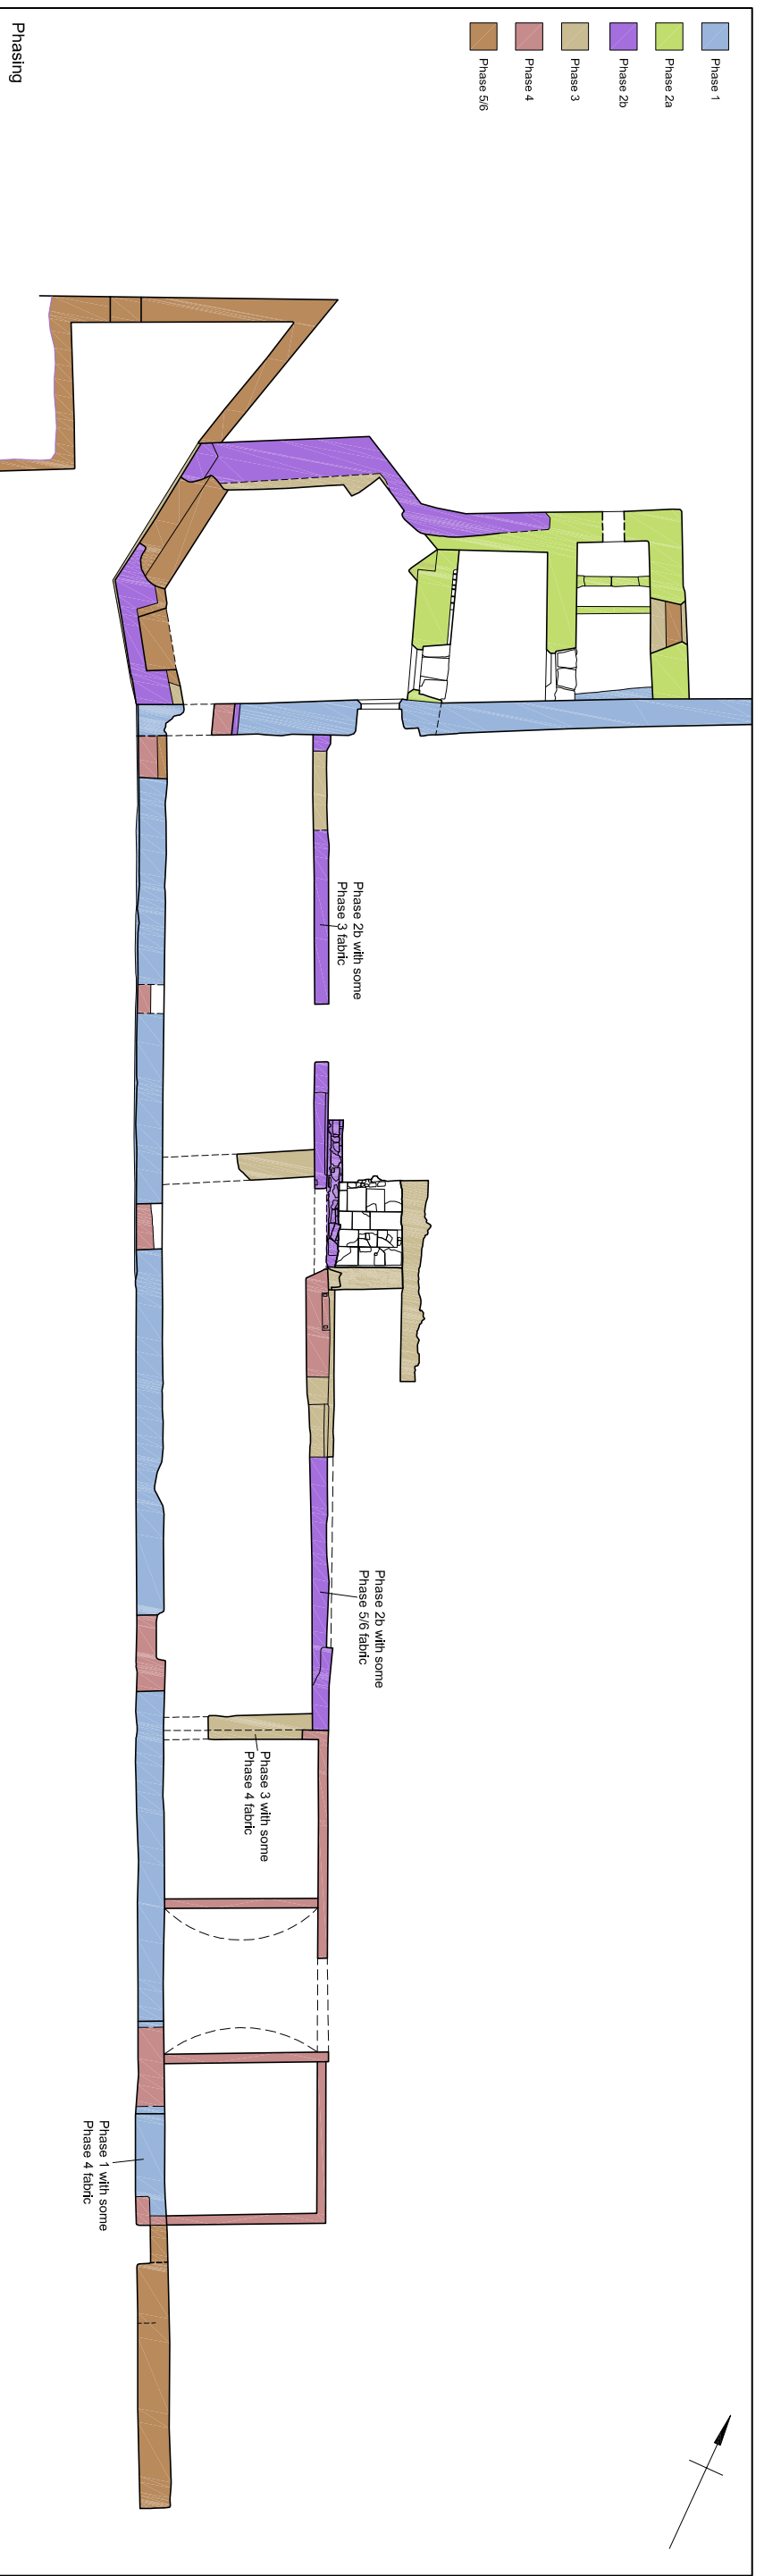 Phase 1
Phase 2a
Phase 2b
Phase 3
Phase 4
Phase 5/6
Phase 2b with some
Phase 3 fabric
Phase 2b with some
Phase 5/6 fabric
Phase 3 with some
Phase 4 fabric
Phase 1 with some
Phase 4 fabric
Phasing